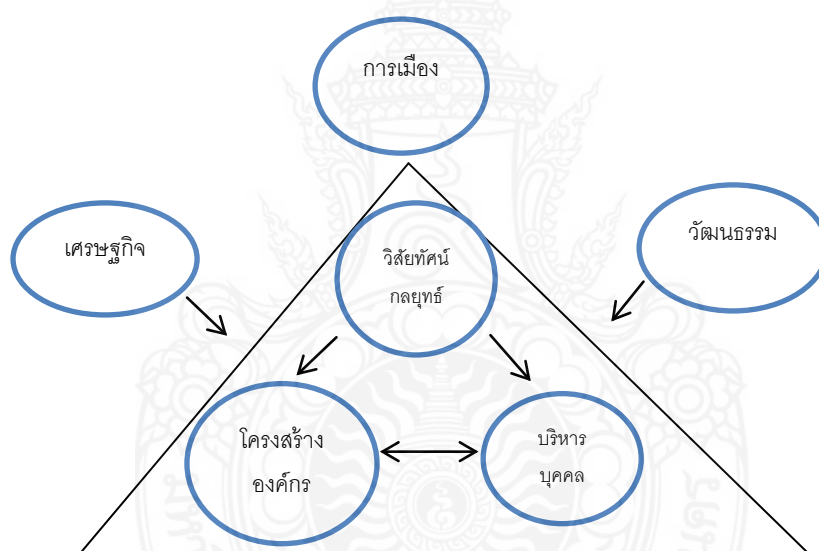 การเมือง
เศรษฐกิจ
วัฒนธรรม
วิสัยทัศน์
กลยุทธ์
โครงสร้าง
องค์กร
บริหาร
บุคคล